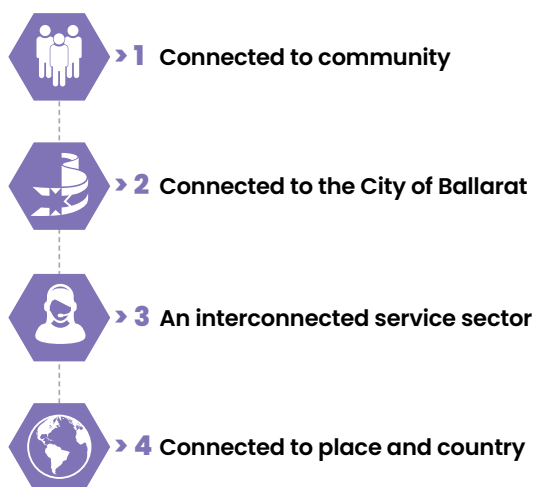 > 1 Connected to community
> 2 Connected to the City of Ballarat
> 3 An interconnected service sector
> 4 Connected to place and country